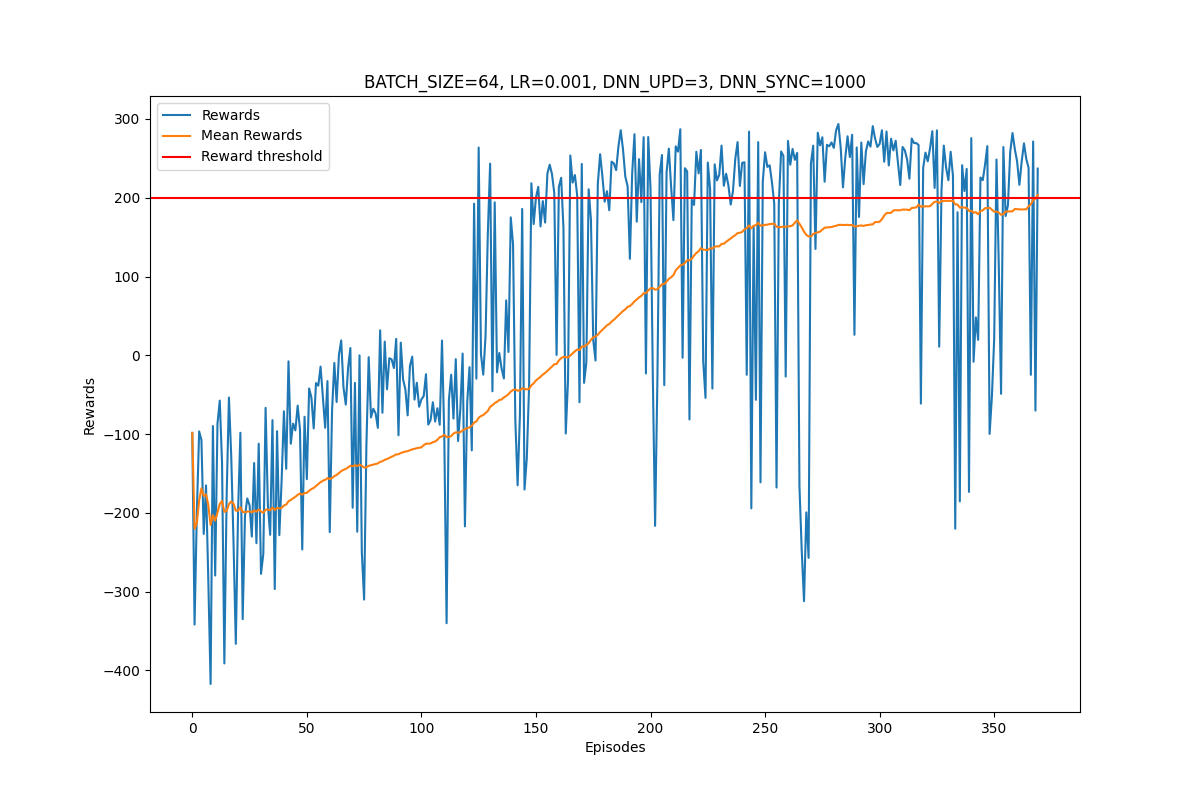 BATCH_SIZE=64, LR=0.001, DNN_UPD=3, DNN_SYNC=1000
Rewards
Mean Rewards
Reward threshold
300
200
100
0
−100
−200
−300
−400
Rewards
0
50
100
150
200
250
300
350
Episodes